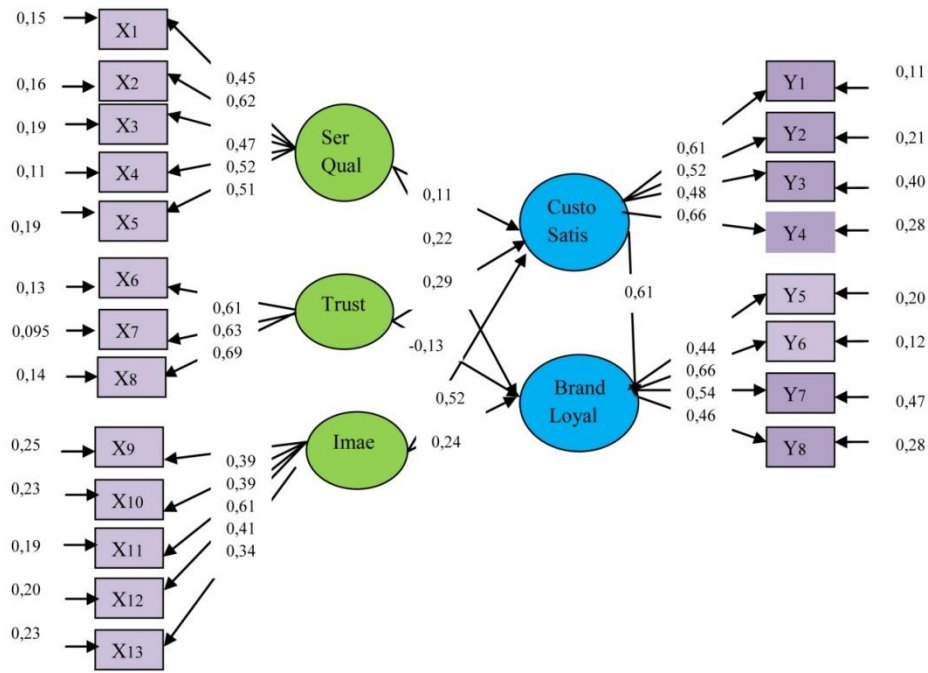 0,15
X1
0,16
X2
0,19
X3
0,11
X4
0,19
X5
0,45
0,62
0,47
0,52
0,51
Ser
Qual
0,13
X6
0,095
X7
0,14
X8
0,61
0,63
0,69
Trust
0,25
X9
0,23
X10
0,19
X11
0,20
X12
0,23
X13
0,39
0,39
0,61
0,41
0,34
Imae
0,11
0,22
0,29
-0,13
0,52
0,24
Custo
Satis
0,61
Brand
Loyal
0,61
0,52
0,48
0,66
Y1
0,11
Y2
0,21
Y3
0,40
Y4
0,28
0,44
0,66
0,54
0,46
Y5
0,20
Y6
0,12
Y7
0,47
Y8
0,28